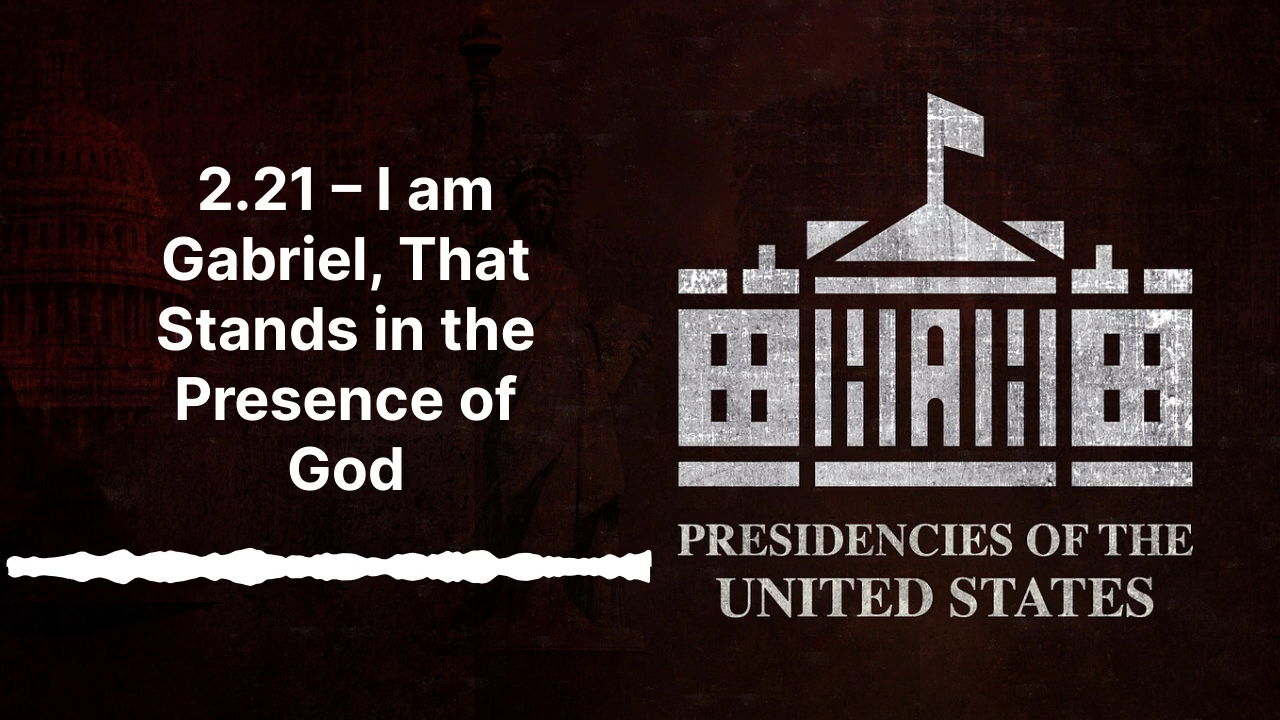 2.21 – I am
Gabriel, That
Stands in the
Presence of
God
PRESIDENCIES OF THE
UNITED STATES